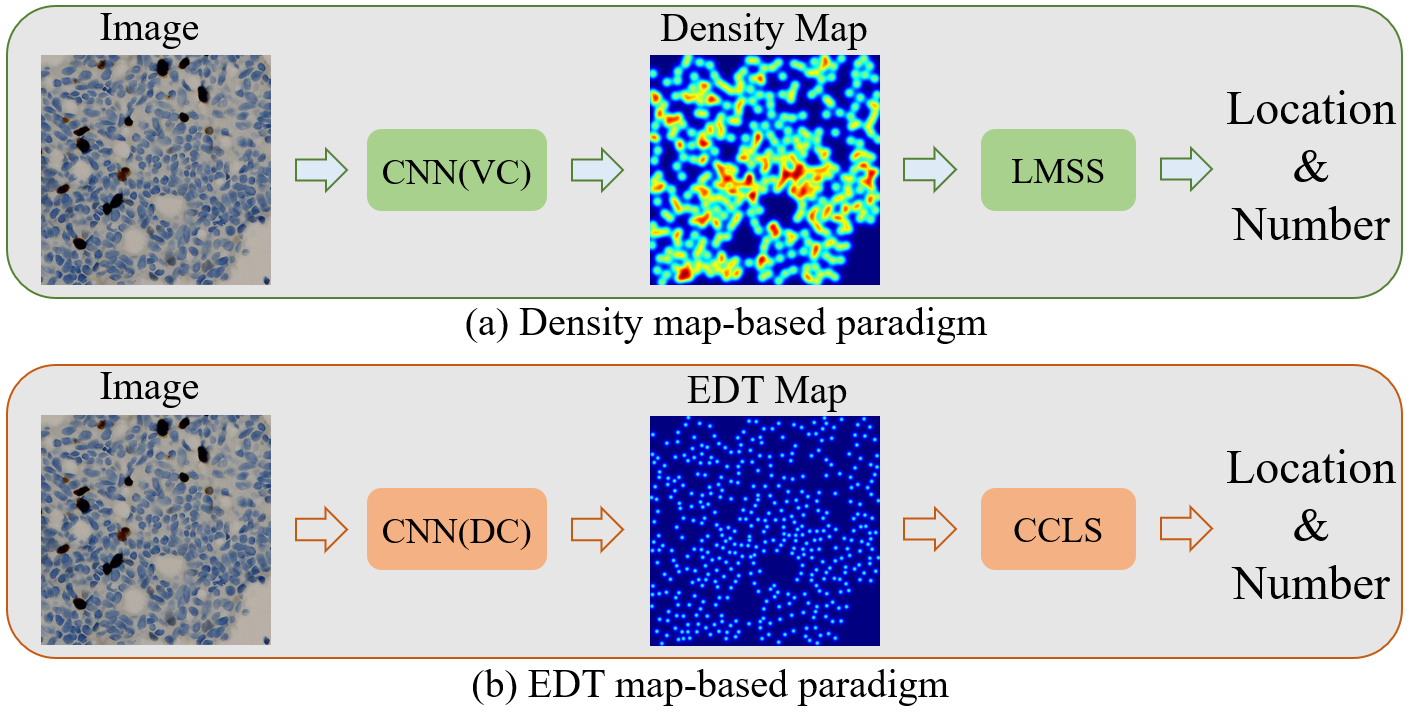 Image
Density Map
CNN(VC)
LMSS
Location
&
Number
(a) Density map-based paradigm
Image
EDT Map
CNN(DC)
CCLS
Location
&
Number
(b) EDT map-based paradigm